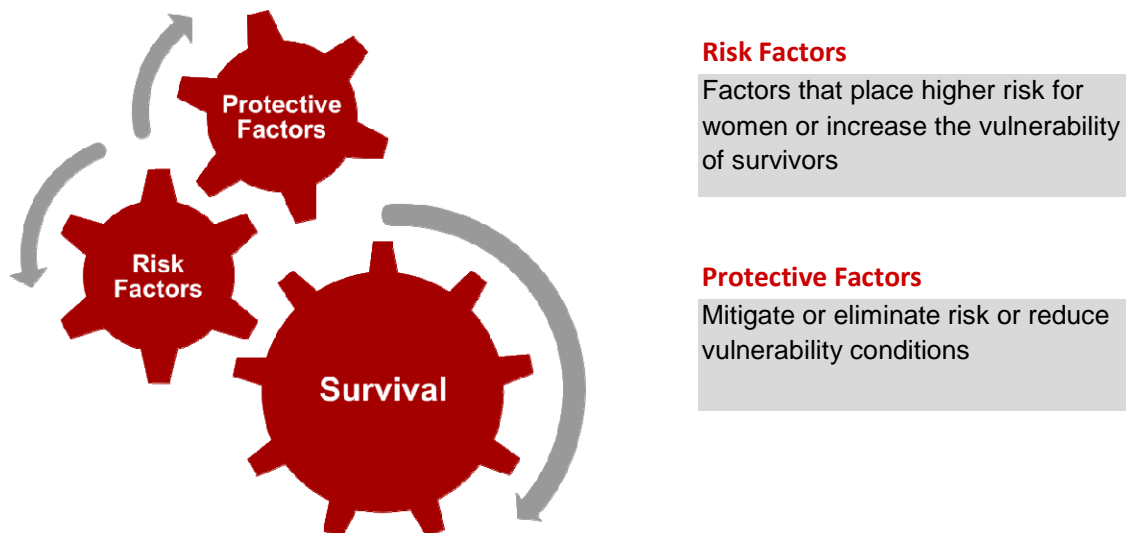 Protective
Factors
Risk
Factors
Survival
Risk Factors
Factors that place higher risk for
women or increase the vulnerability
of survivors
Protective Factors
Mitigate or eliminate risk or reduce
vulnerability conditions